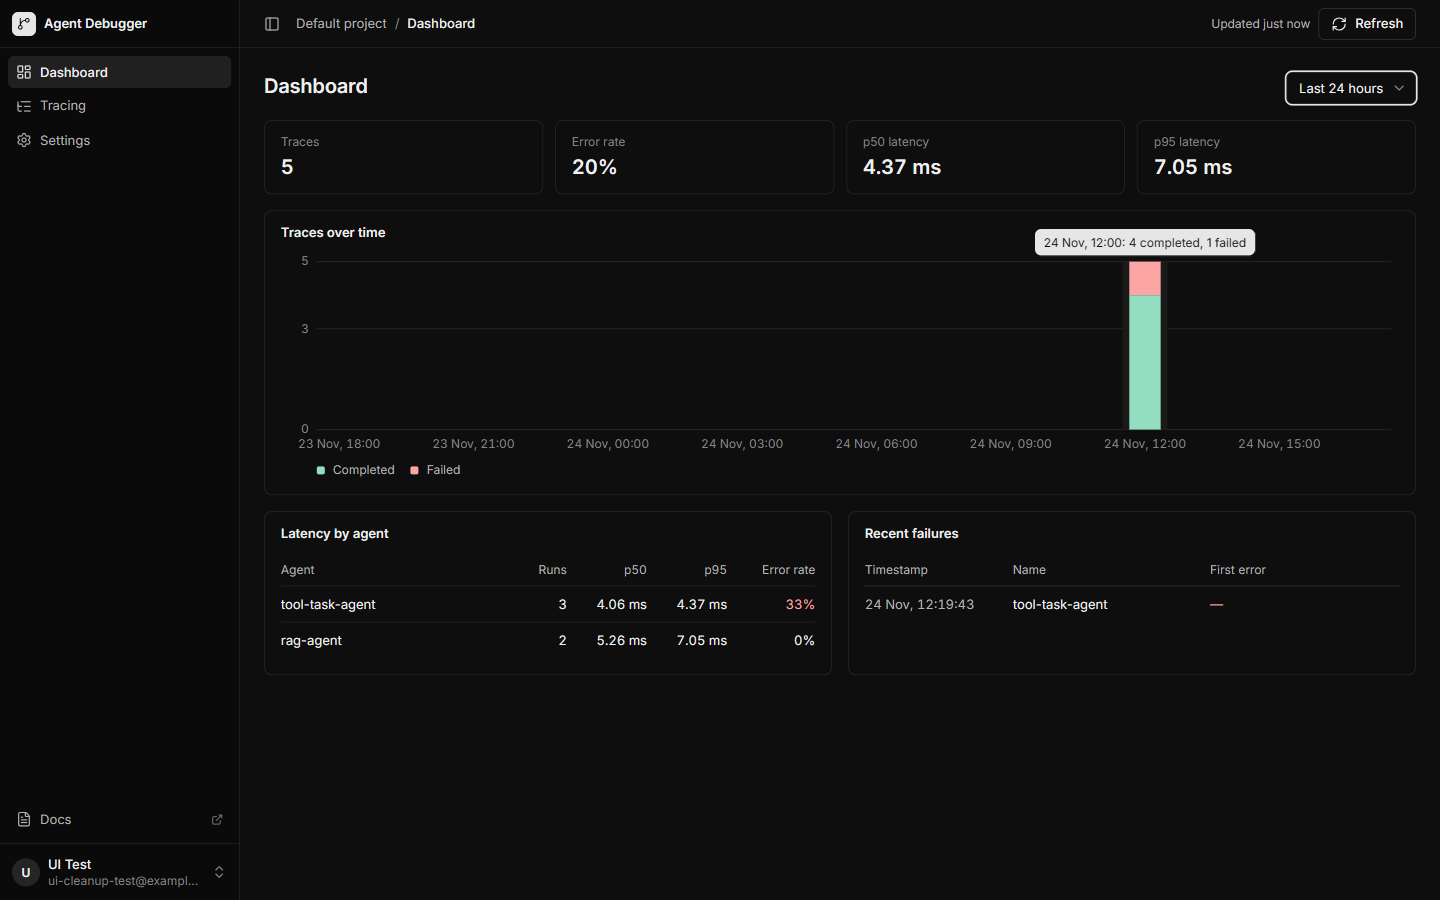 Agent Debugger
Default project / Dashboard
Updated just now
Refresh
Dashboard
Tracing
Settings
Dashboard
Last 24 hours
Traces
5
Error rate
20%
p50 latency
4.37 ms
p95 latency
7.05 ms
Traces over time
24 Nov, 12:00: 4 completed, 1 failed
5
3
0
23 Nov, 18:00 23 Nov, 21:00 24 Nov, 00:00 24 Nov, 03:00 24 Nov, 06:00 24 Nov, 09:00 24 Nov, 12:00 24 Nov, 15:00
Completed Failed
Latency by agent
Agent Runs p50 p95 Error rate
tool-task-agent 3 4.06 ms 4.37 ms 33%
rag-agent 2 5.26 ms 7.05 ms 0%
Recent failures
Timestamp Name First error
24 Nov, 12:19:43 tool-task-agent —
Docs
U
UI Test
ui-cleanup-test@exampl...